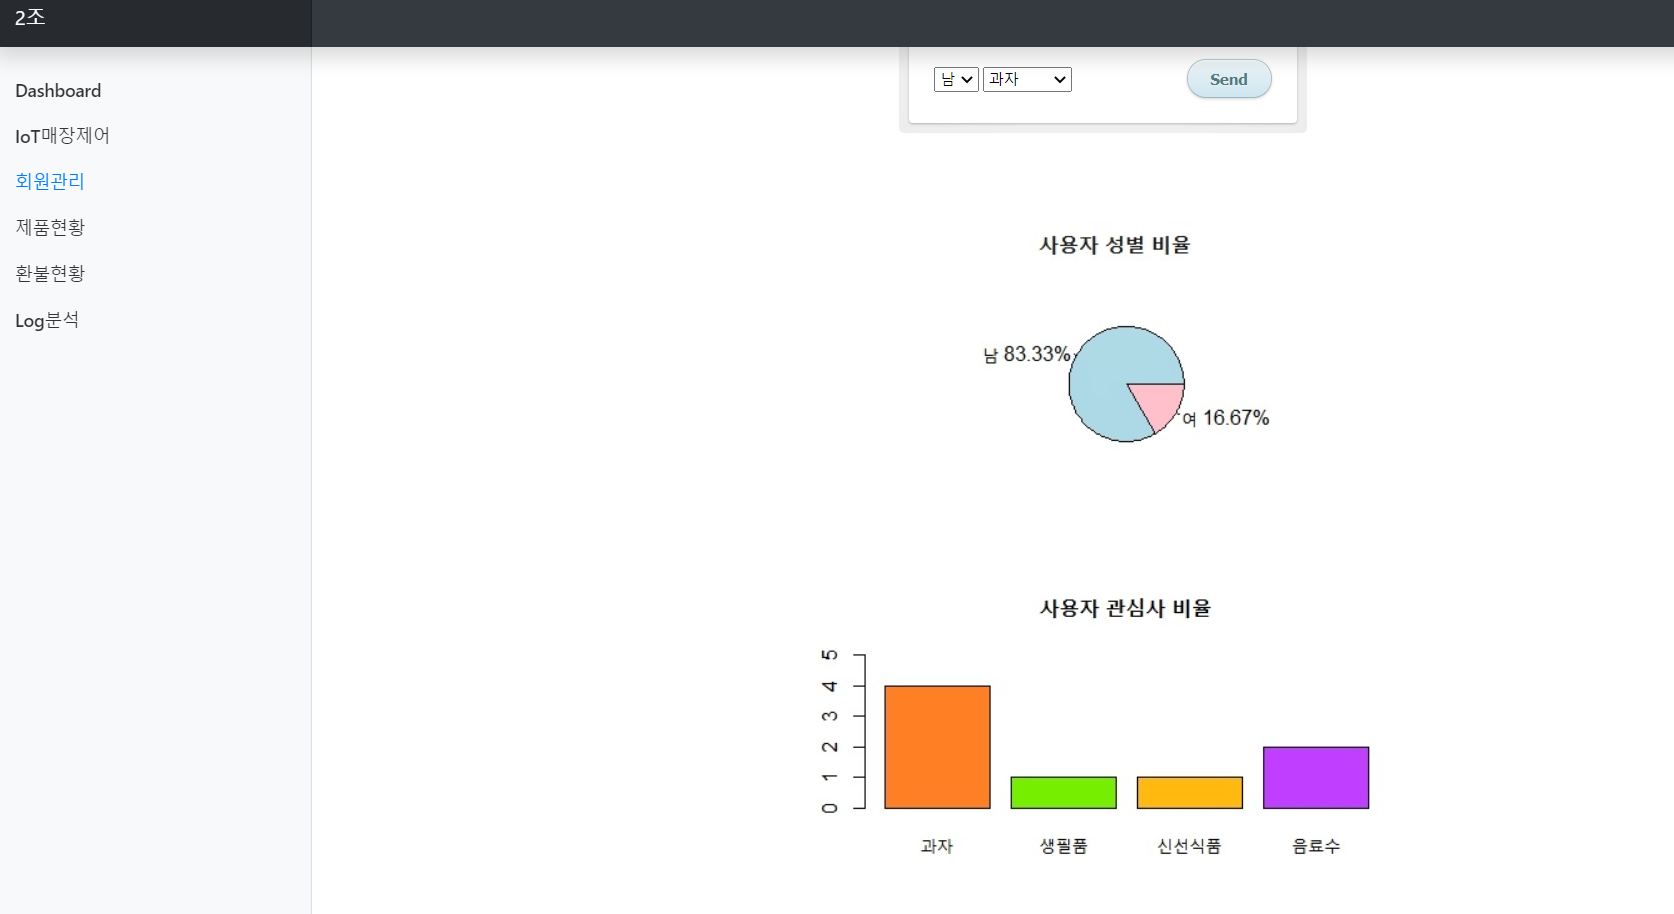 2조
Dashboard
IoT매장제어
회원관리
제품현황
환불현황
Log분석
남 과자 Send
사용자 성별 비율
남 83.33%
여 16.67%
사용자 관심사 비율
5
4
3
2
1
0
과자 생필품 신선식품 음료수